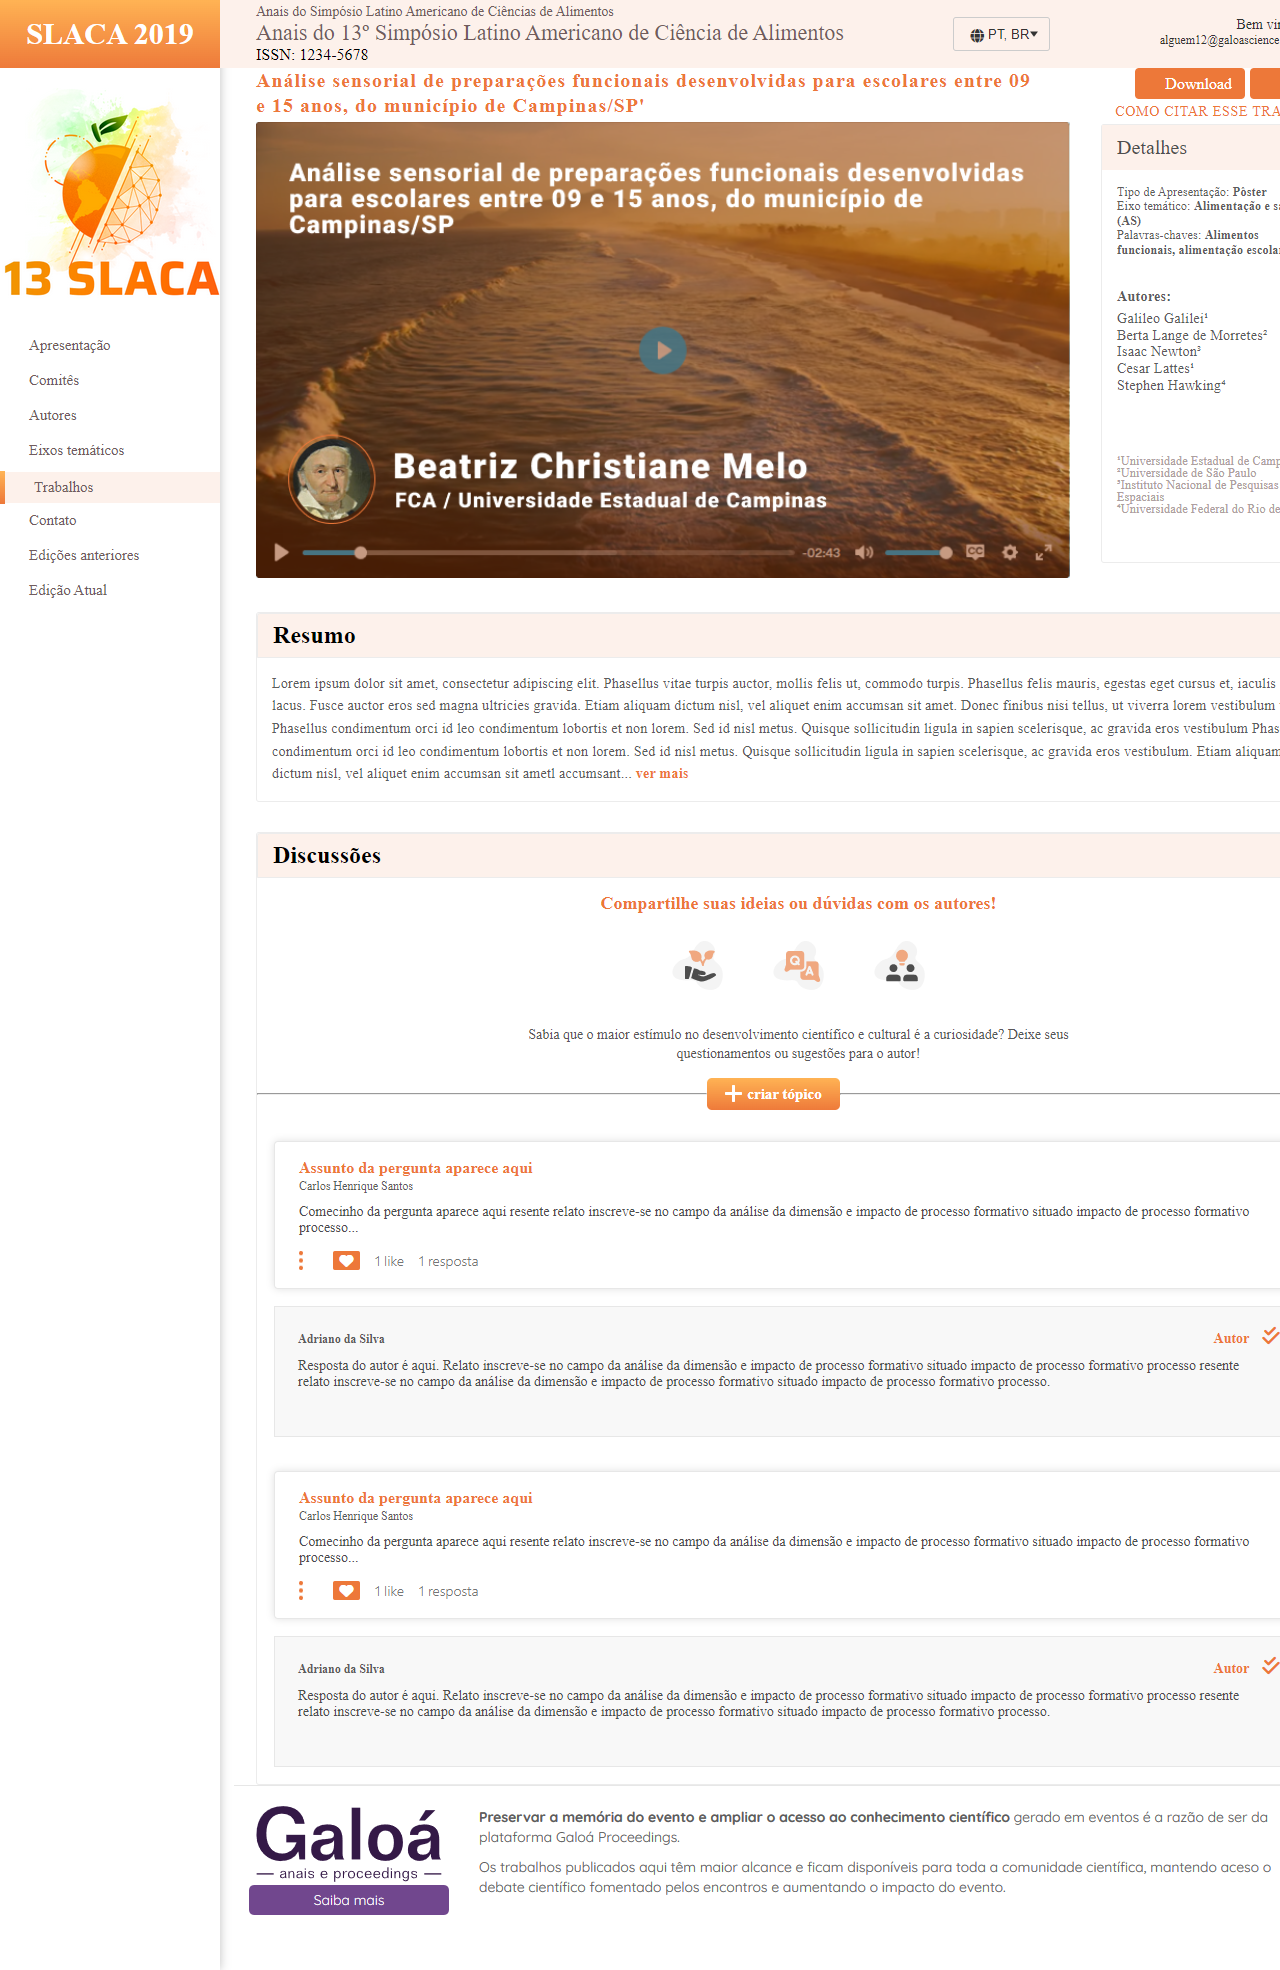 SLACA 2019
Anais do Simpósio Latino Americano de Ciências de Alimentos
Anais do 13º Simpósio Latino Americano de Ciência de Alimentos
ISSN: 1234-5678
PT, BR
Bem vin
alguem12@galoascience
13 SLACA
Apresentação
Comitês
Autores
Eixos temáticos
Trabalhos
Contato
Edições anteriores
Edição Atual
Análise sensorial de preparações funcionais desenvolvidas para escolares entre 09
e 15 anos, do município de Campinas/SP'
Download
COMO CITAR ESSE TRA
Análise sensorial de preparações funcionais desenvolvidas
para escolares entre 09 e 15 anos, do município de
Campinas/SP
Beatriz Christiane Melo
FCA / Universidade Estadual de Campinas
-02:43
CC
Detalhes
Tipo de Apresentação: Pòster
Eixo temático: Alimentação e sa
(AS)
Palavras-chaves: Alimentos
funcionais, alimentação escola
Autores:
Galileo Galilei¹
Berta Lange de Morretes²
Isaac Newton³
Cesar Lattes¹
Stephen Hawking⁴
¹Universidade Estadual de Camp
²Universidade de São Paulo
³Instituto Nacional de Pesquisas
Espaciais
⁴Universidade Federal do Rio de
Resumo
Lorem ipsum dolor sit amet, consectetur adipiscing elit. Phasellus vitae turpis auctor, mollis felis ut, commodo turpis. Phasellus felis mauris, egestas eget cursus et, iaculis
lacus. Fusce auctor eros sed magna ultricies gravida. Etiam aliquam dictum nisl, vel aliquet enim accumsan sit amet. Donec finibus nisi tellus, ut viverra lorem vestibulum
Phasellus condimentum orci id leo condimentum lobortis et non lorem. Sed id nisl metus. Quisque sollicitudin ligula in sapien scelerisque, ac gravida eros vestibulum Phas
condimentum orci id leo condimentum lobortis et non lorem. Sed id nisl metus. Quisque sollicitudin ligula in sapien scelerisque, ac gravida eros vestibulum. Etiam aliquam
dictum nisl, vel aliquet enim accumsan sit ametl accumsant... ver mais
Discussões
Compartilhe suas ideias ou dúvidas com os autores!
Q A
Sabia que o maior estímulo no desenvolvimento científico e cultural é a curiosidade? Deixe seus
questionamentos ou sugestões para o autor!
criar tópico
Assunto da pergunta aparece aqui
Carlos Henrique Santos
Comecinho da pergunta aparece aqui resente relato inscreve-se no campo da análise da dimensão e impacto de processo formativo situado impacto de processo formativo
processo...
1 like 1 resposta
Adriano da Silva
Autor
Resposta do autor é aqui. Relato inscreve-se no campo da análise da dimensão e impacto de processo formativo situado impacto de processo formativo processo resente
relato inscreve-se no campo da análise da dimensão e impacto de processo formativo situado impacto de processo formativo processo.
Assunto da pergunta aparece aqui
Carlos Henrique Santos
Comecinho da pergunta aparece aqui resente relato inscreve-se no campo da análise da dimensão e impacto de processo formativo situado impacto de processo formativo
processo...
1 like 1 resposta
Adriano da Silva
Autor
Resposta do autor é aqui. Relato inscreve-se no campo da análise da dimensão e impacto de processo formativo situado impacto de processo formativo processo resente
relato inscreve-se no campo da análise da dimensão e impacto de processo formativo situado impacto de processo formativo processo.
Galoá
anais e proceedings
Saiba mais
Preservar a memória do evento e ampliar o acesso ao conhecimento científico gerado em eventos é a razão de ser da
plataforma Galoá Proceedings.
Os trabalhos publicados aqui têm maior alcance e ficam disponíveis para toda a comunidade científica, mantendo aceso o
debate científico fomentado pelos encontros e aumentando o impacto do evento.